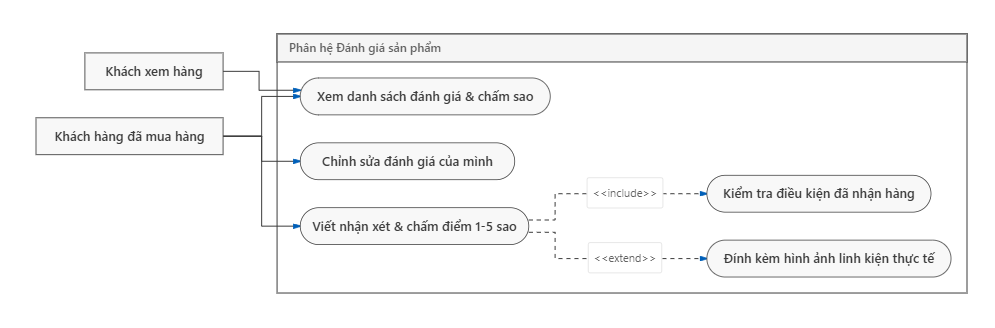 Phân hệ Đánh giá sản phẩm
Khách xem hàng
Xem danh sách đánh giá & chấm sao
Khách hàng đã mua hàng
Chỉnh sửa đánh giá của mình
<<include>>
Kiểm tra điều kiện đã nhận hàng
Viết nhận xét & chấm điểm 1-5 sao
<<extend>>
Đính kèm hình ảnh linh kiện thực tế